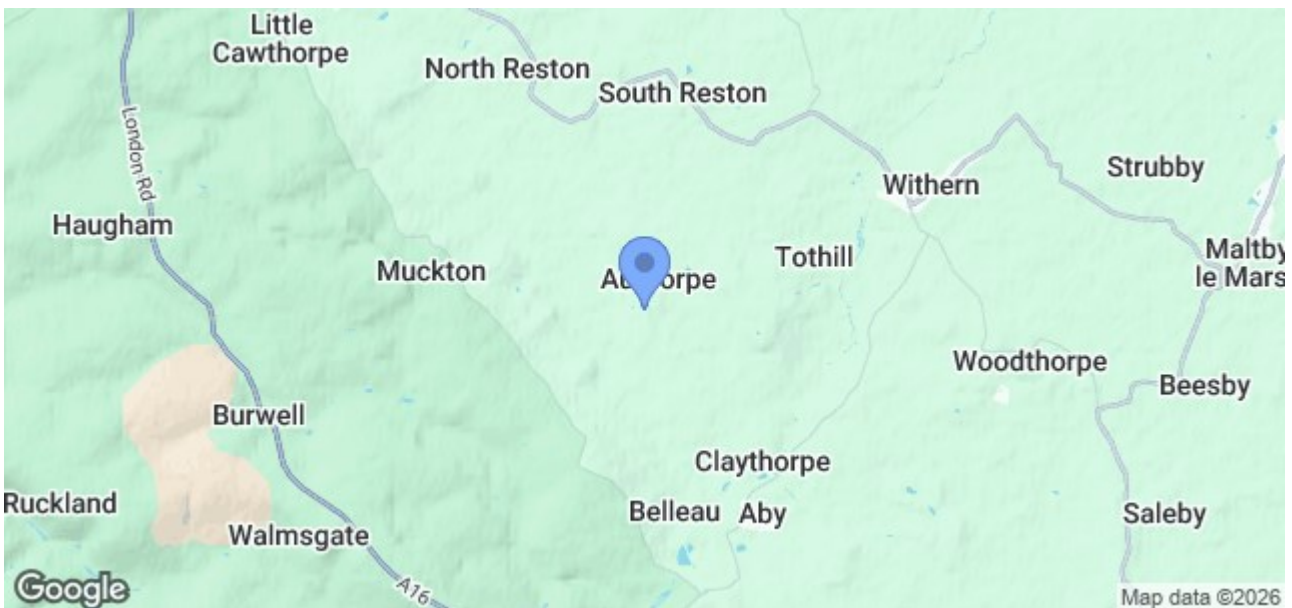 Little
Cawthorpe
North Reston
South Reston
London Rd
Strubby
Withern
Haugham
Tothill
Maltby
le Mars
Muckton
Woodthorpe
Beesby
Burwell
Claythorpe
Ruckland
Belleau
Aby
Saleby
Walmsgate
A16
Google
Map data ©2026